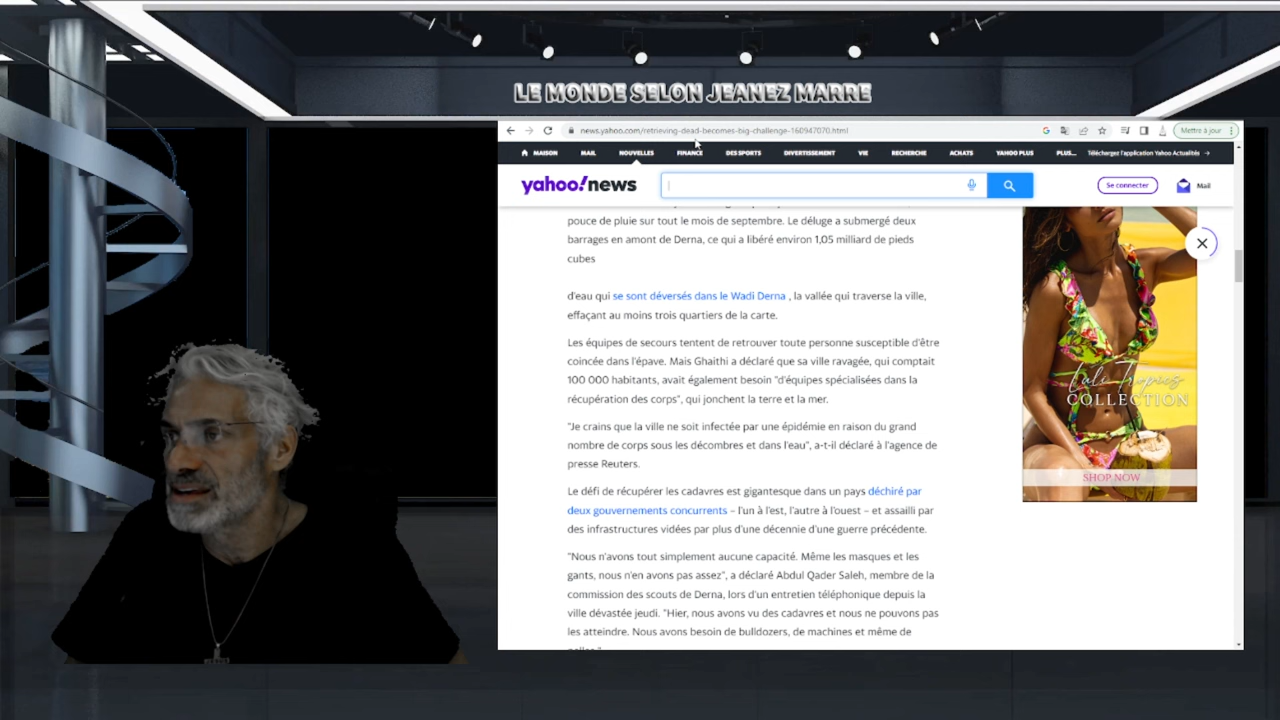 LE MONDE SELON JEANEZ MARRE
news.yahoo.com/retrieving-dead-becomes-big-challenge-160947070.html
Mettre à jour
MAISON MAIL NOUVELLES FINANCE DES SPORTS DIVERTISSEMENT VIE RECHERCHE ACHATS YAHOO PLUS PLUS... Téléchargez l'application Yahoo Actualités →
yahoo!news
Se connecter
Mail
pouce de pluie sur tout le mois de septembre. Le déluge a submergé deux
barrages en amont de Derna, ce qui a libéré environ 1,05 milliard de pieds
cubes
d'eau qui se sont déversés dans le Wadi Derna , la vallée qui traverse la ville,
effaçant au moins trois quartiers de la carte.
Les équipes de secours tentent de retrouver toute personne susceptible d'être
coincée dans l'épave. Mais Ghaithi a déclaré que sa ville ravagée, qui comptait
100 000 habitants, avait également besoin "d'équipes spécialisées dans la
récupération des corps", qui jonchent la terre et la mer.
"Je crains que la ville ne soit infectée par une épidémie en raison du grand
nombre de corps sous les décombres et dans l'eau", a-t-il déclaré à l'agence de
presse Reuters.
Le défi de récupérer les cadavres est gigantesque dans un pays déchiré par
deux gouvernements concurrents – l'un à l'est, l'autre à l'ouest – et assailli par
des infrastructures vidées par plus d'une décennie d'une guerre précédente.
"Nous n'avons tout simplement aucune capacité. Même les masques et les
gants, nous n'en avons pas assez", a déclaré Abdul Qader Saleh, membre de la
commission des scouts de Derna, lors d'un entretien téléphonique depuis la
ville dévastée jeudi. "Hier, nous avons vu des cadavres et nous ne pouvons pas
les atteindre. Nous avons besoin de bulldozers, de machines et même de
Lulc Tropics
COLLECTION
SHOP NOW